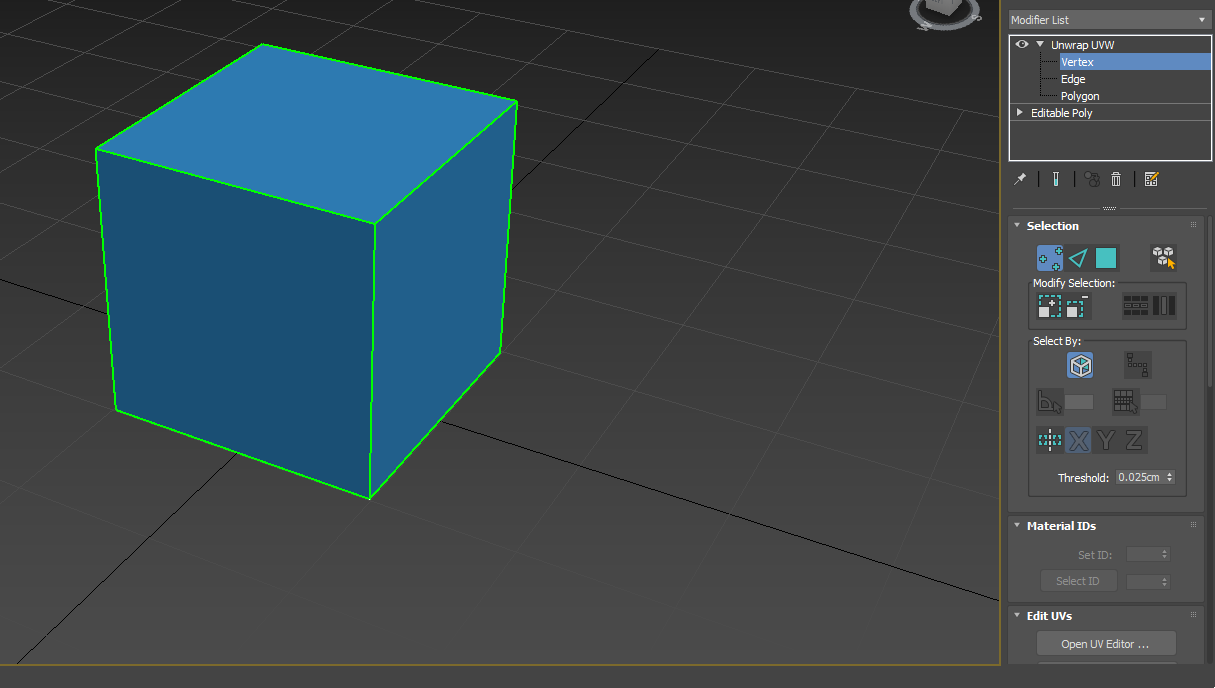 Modifier List
Unwrap UVW
Vertex
Edge
Polygon
Editable Poly
Selection
Modify Selection:
Select By:
X Y Z
Threshold: 0.025cm
Material IDs
Set ID:
Select ID
Edit UVs
Open UV Editor ...
W
S